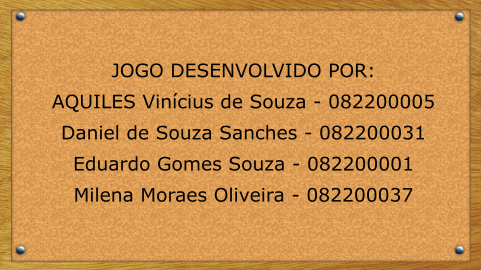 JOGO DESENVOLVIDO POR:
AQUILES Vinícius de Souza - 082200005
Daniel de Souza Sanches - 082200031
Eduardo Gomes Souza - 082200001
Milena Moraes Oliveira - 082200037